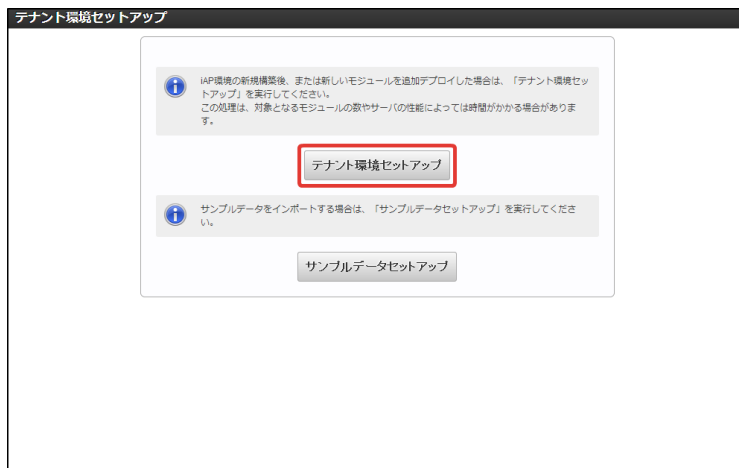 テナント環境セットアップ
iAP環境の新規構築後、または新しいモジュールを追加デプロイした場合は、「テナント環境セッ
トアップ」を実行してください。
この処理は、対象となるモジュールの数やサーバの性能によっては時間がかかる場合がありま
す。
テナント環境セットアップ
サンプルデータをインポートする場合は、「サンプルデータセットアップ」を実行してくださ
い。
サンプルデータセットアップ